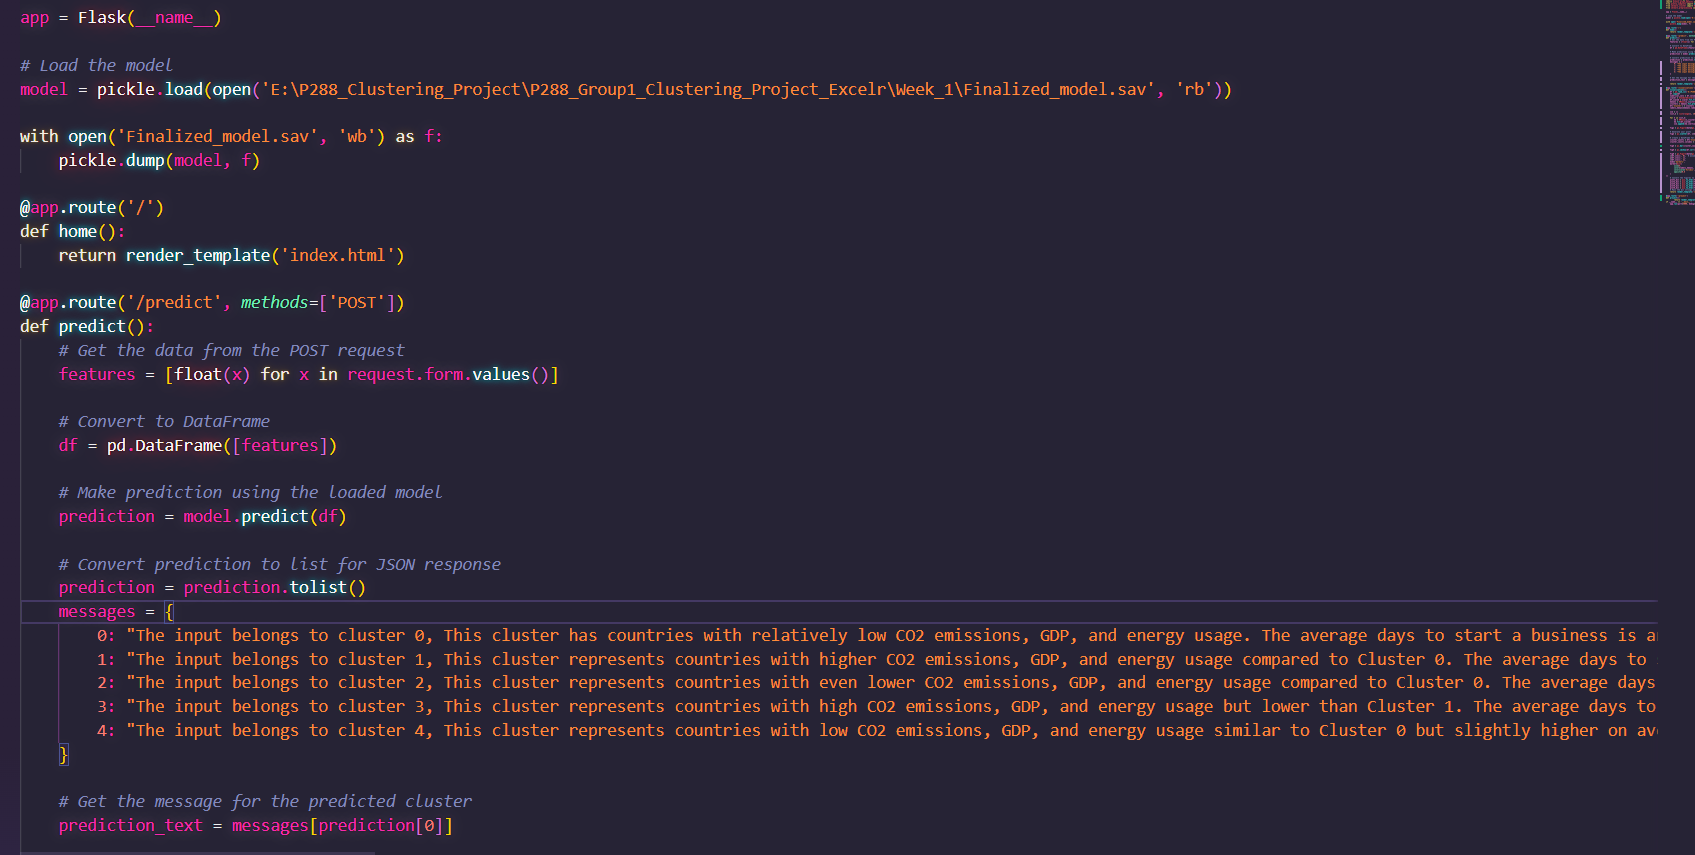 app = Flask(__name__)
# Load the model
model = pickle.load(open('E:\P288_Clustering_Project\P288_Group1_Clustering_Project_Excelr\Week_1\Finalized_model.sav', 'rb'))
with open('Finalized_model.sav', 'wb') as f:
    pickle.dump(model, f)
@app.route('/')
def home():
    return render_template('index.html')
@app.route('/predict', methods=['POST'])
def predict():
    # Get the data from the POST request
    features = [float(x) for x in request.form.values()]
    # Convert to DataFrame
    df = pd.DataFrame([features])
    # Make prediction using the loaded model
    prediction = model.predict(df)
    # Convert prediction to list for JSON response
    prediction = prediction.tolist()
    messages = {
        0: "The input belongs to cluster 0, This cluster has countries with relatively low CO2 emissions, GDP, and energy usage. The average days to start a business is
        1: "The input belongs to cluster 1, This cluster represents countries with higher CO2 emissions, GDP, and energy usage compared to Cluster 0. The average days to
        2: "The input belongs to cluster 2, This cluster represents countries with even lower CO2 emissions, GDP, and energy usage compared to Cluster 0. The average days
        3: "The input belongs to cluster 3, This cluster represents countries with high CO2 emissions, GDP, and energy usage but lower than Cluster 1. The average days to
        4: "The input belongs to cluster 4, This cluster represents countries with low CO2 emissions, GDP, and energy usage similar to Cluster 0 but slightly higher on
    }
    # Get the message for the predicted cluster
    prediction_text = messages[prediction[0]]